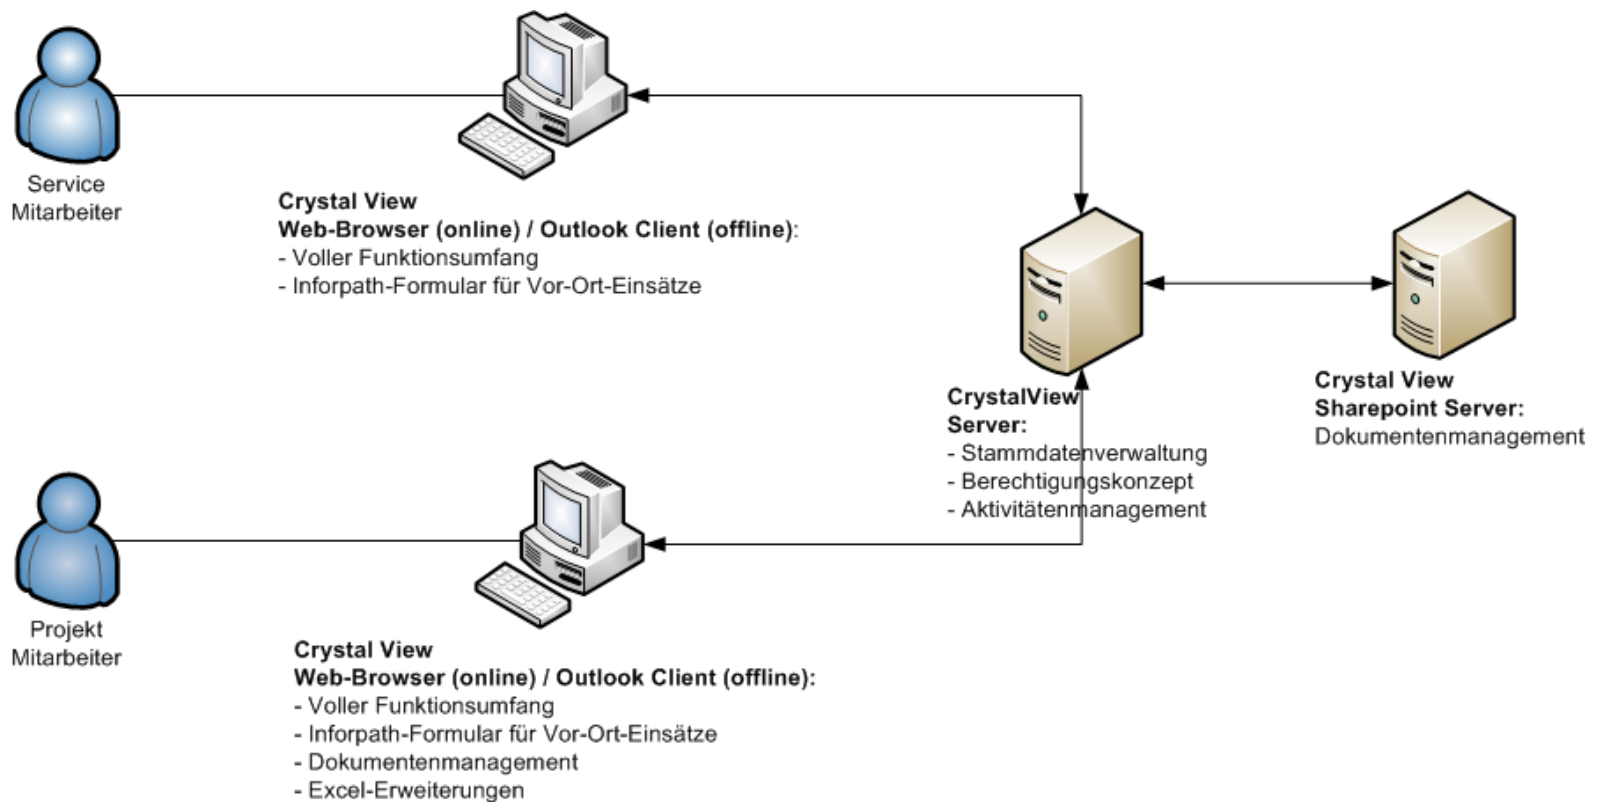 Service
Mitarbeiter
Crystal View
Web-Browser (online) / Outlook Client (offline):
- Voller Funktionsumfang
- Inforpath-Formular für Vor-Ort-Einsätze
CrystalView
Server:
- Stammdatenverwaltung
- Berechtigungskonzept
- Aktivitätenmanagement
Crystal View
Sharepoint Server:
Dokumentenmanagement
Projekt
Mitarbeiter
Crystal View
Web-Browser (online) / Outlook Client (offline):
- Voller Funktionsumfang
- Inforpath-Formular für Vor-Ort-Einsätze
- Dokumentenmanagement
- Excel-Erweiterungen